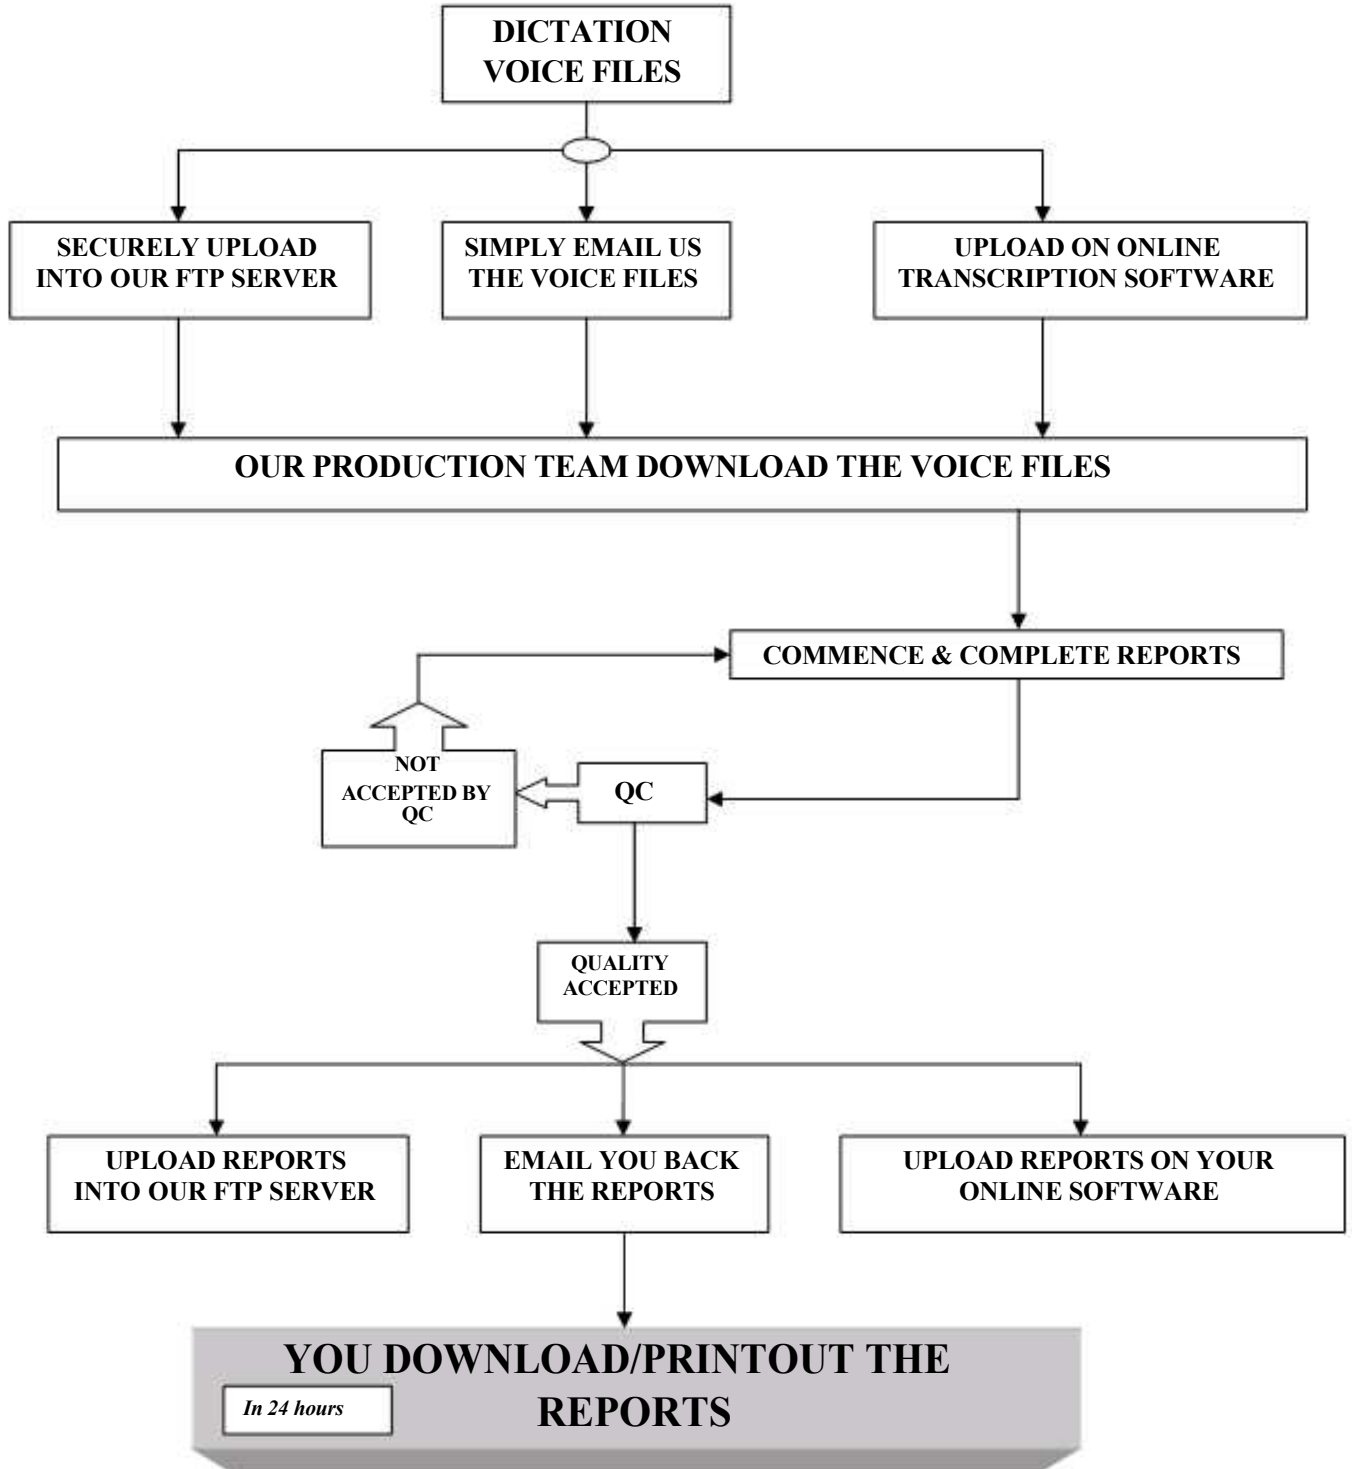 DICTATION
VOICE FILES
SECURELY UPLOAD
INTO OUR FTP SERVER
SIMPLY EMAIL US
THE VOICE FILES
UPLOAD ON ONLINE
TRANSCRIPTION SOFTWARE
OUR PRODUCTION TEAM DOWNLOAD THE VOICE FILES
COMMENCE & COMPLETE REPORTS
NOT
ACCEPTED BY
QC
QC
QUALITY
ACCEPTED
UPLOAD REPORTS
INTO OUR FTP SERVER
EMAIL YOU BACK
THE REPORTS
UPLOAD REPORTS ON YOUR
ONLINE SOFTWARE
YOU DOWNLOAD/PRINTOUT THE
REPORTS
In 24 hours